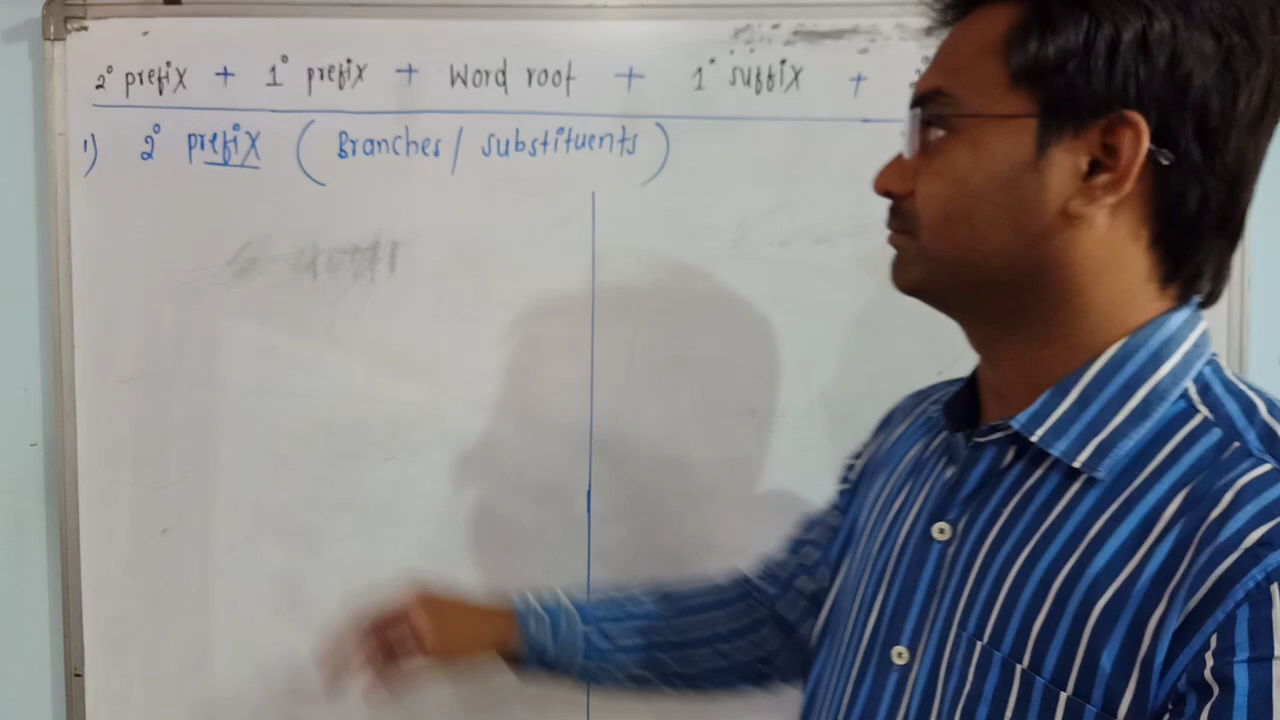 2° prefix + 1° prefix + Word root + 1° suffix +
1) 2° prefix ( Branches / substituents )